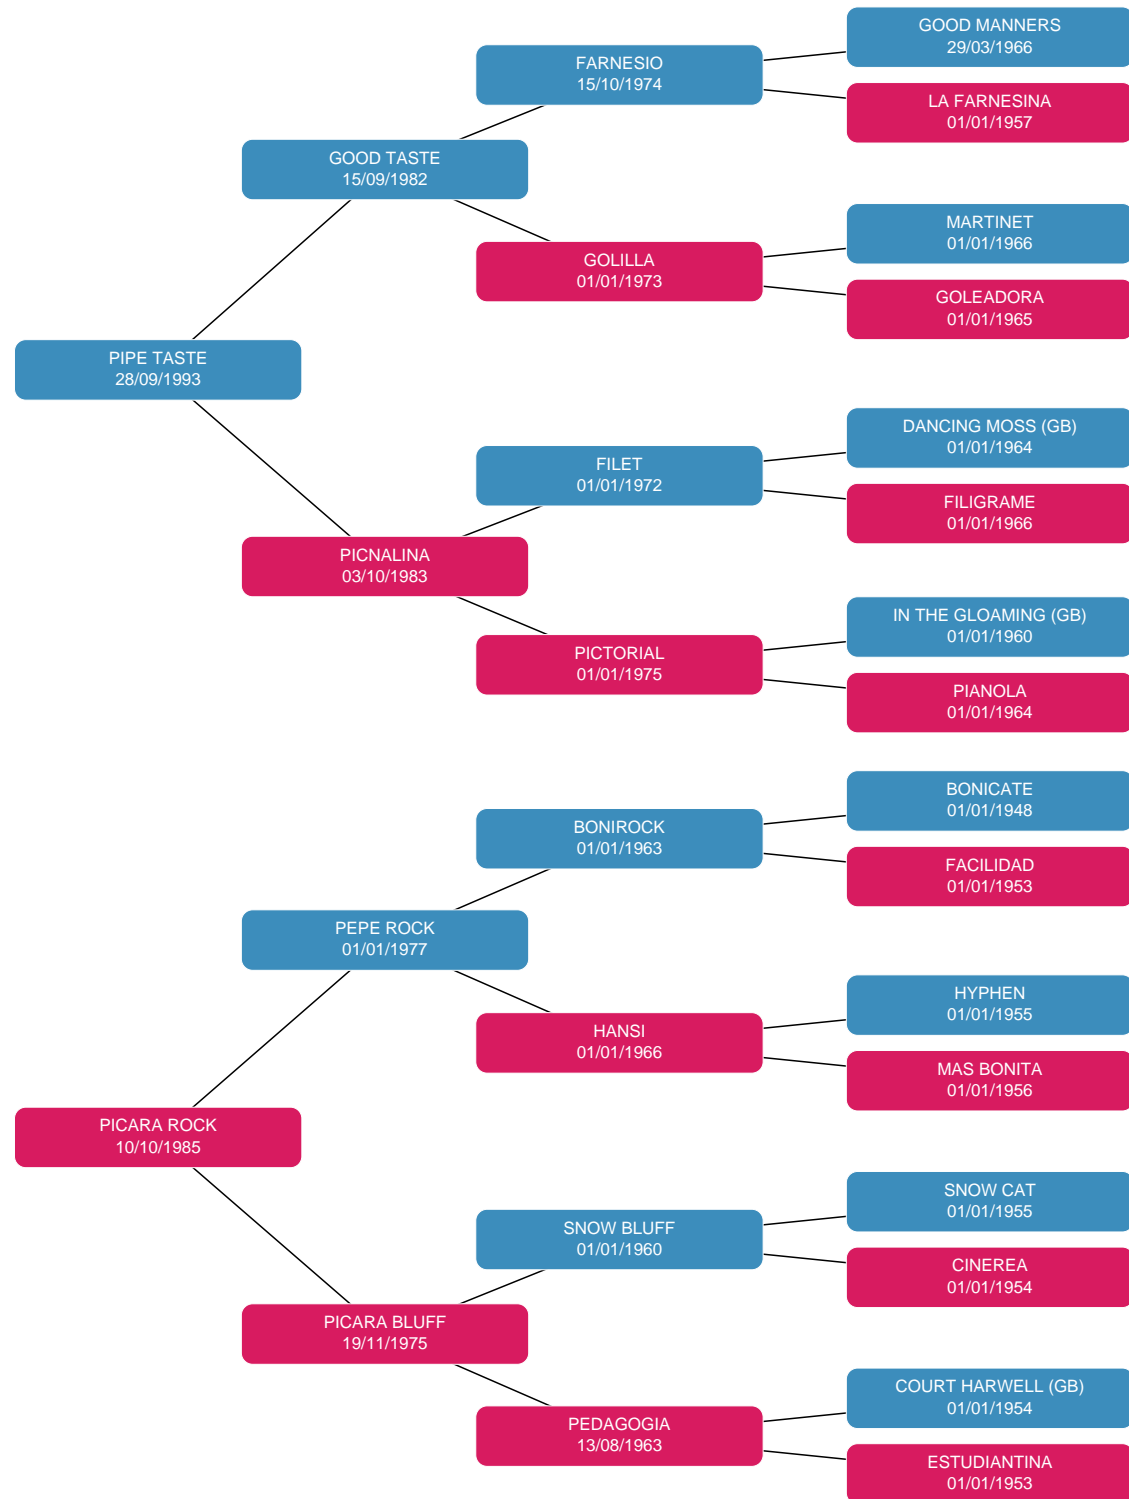 GOOD MANNERS
29/03/1966
FARNESIO
15/10/1974
LA FARNESINA
01/01/1957
GOOD TASTE
15/09/1982
MARTINET
01/01/1966
GOLILLA
01/01/1973
GOLEADORA
01/01/1965
PIPE TASTE
28/09/1993
DANCING MOSS (GB)
01/01/1964
FILET
01/01/1972
FILIGRAME
01/01/1966
PICNALINA
03/10/1983
IN THE GLOAMING (GB)
01/01/1960
PICTORIAL
01/01/1975
PIANOLA
01/01/1964
BONICATE
01/01/1948
BONIROCK
01/01/1963
FACILIDAD
01/01/1953
PEPE ROCK
01/01/1977
HYPHEN
01/01/1955
HANSI
01/01/1966
MAS BONITA
01/01/1956
PICARA ROCK
10/10/1985
SNOW CAT
01/01/1955
SNOW BLUFF
01/01/1960
CINEREA
01/01/1954
PICARA BLUFF
19/11/1975
COURT HARWELL (GB)
01/01/1954
PEDAGOGIA
13/08/1963
ESTUDIANTINA
01/01/1953